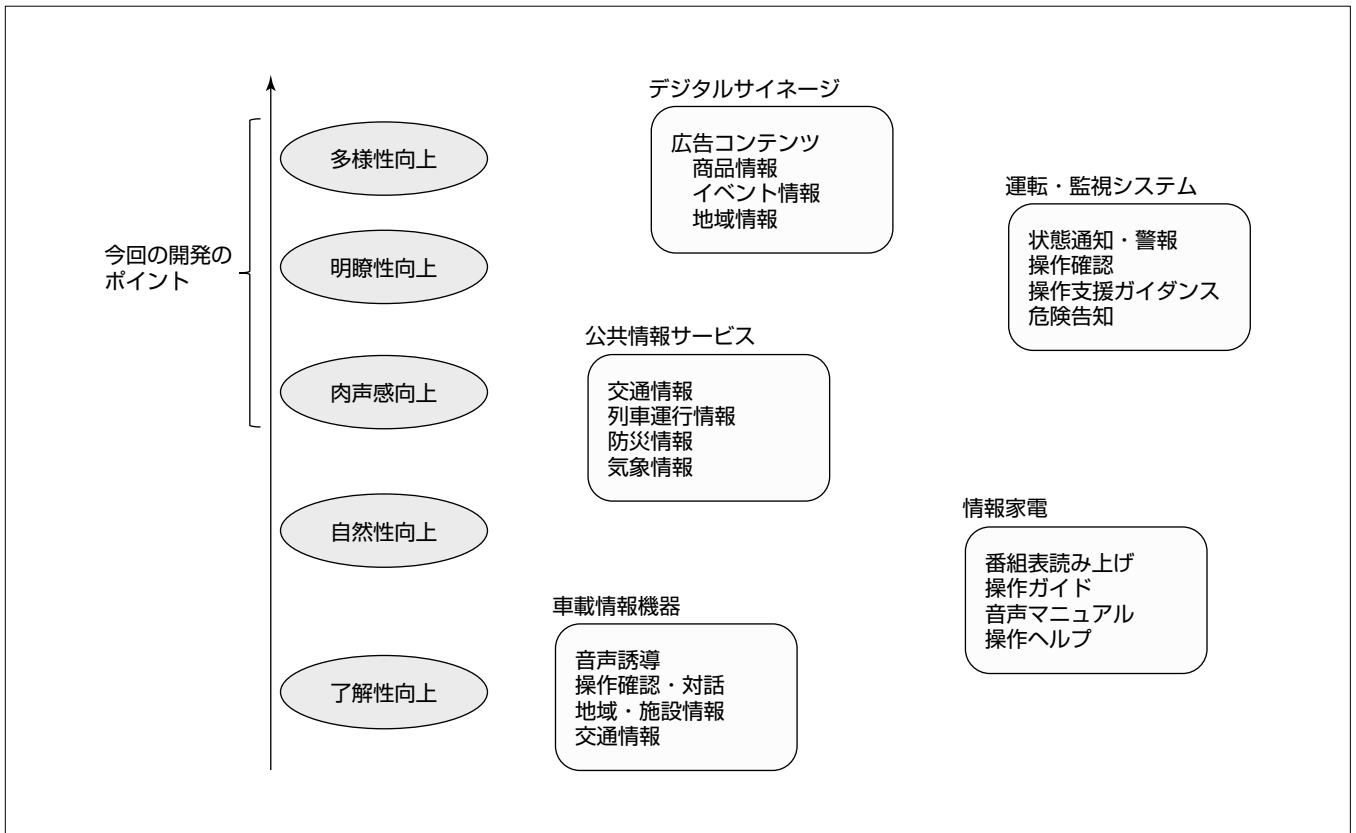 今回の開発の
ポイント
多様性向上
明瞭性向上
肉声感向上
自然性向上
了解性向上
デジタルサイネージ
広告コンテンツ
商品情報
イベント情報
地域情報
運転・監視システム
状態通知・警報
操作確認
操作支援ガイダンス
危険告知
公共情報サービス
交通情報
列車運行情報
防災情報
気象情報
情報家電
番組表読み上げ
操作ガイド
音声マニュアル
操作ヘルプ
車載情報機器
音声誘導
操作確認・対話
地域・施設情報
交通情報